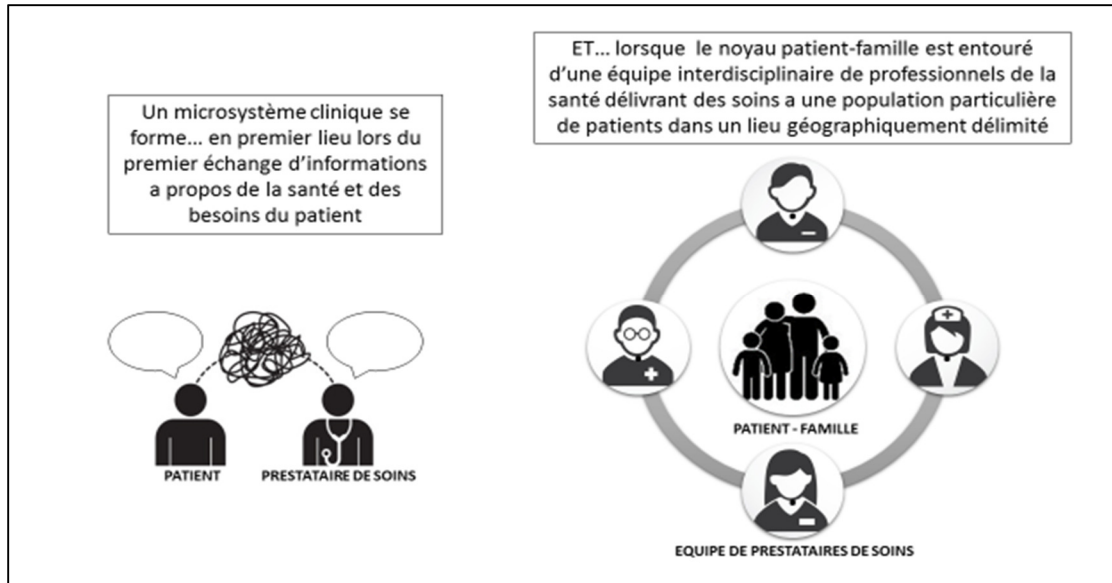 Un microsystème clinique se
forme... en premier lieu lors du
premier échange d'informations
a propos de la santé et des
besoins du patient
PATIENT
PRESTATAIRE DE SOINS
ET... lorsque le noyau patient-famille est entouré
d'une équipe interdisciplinaire de professionnels de la
santé délivrant des soins a une population particulière
de patients dans un lieu géographiquement délimité
PATIENT - FAMILLE
EQUIPE DE PRESTATAIRES DE SOINS